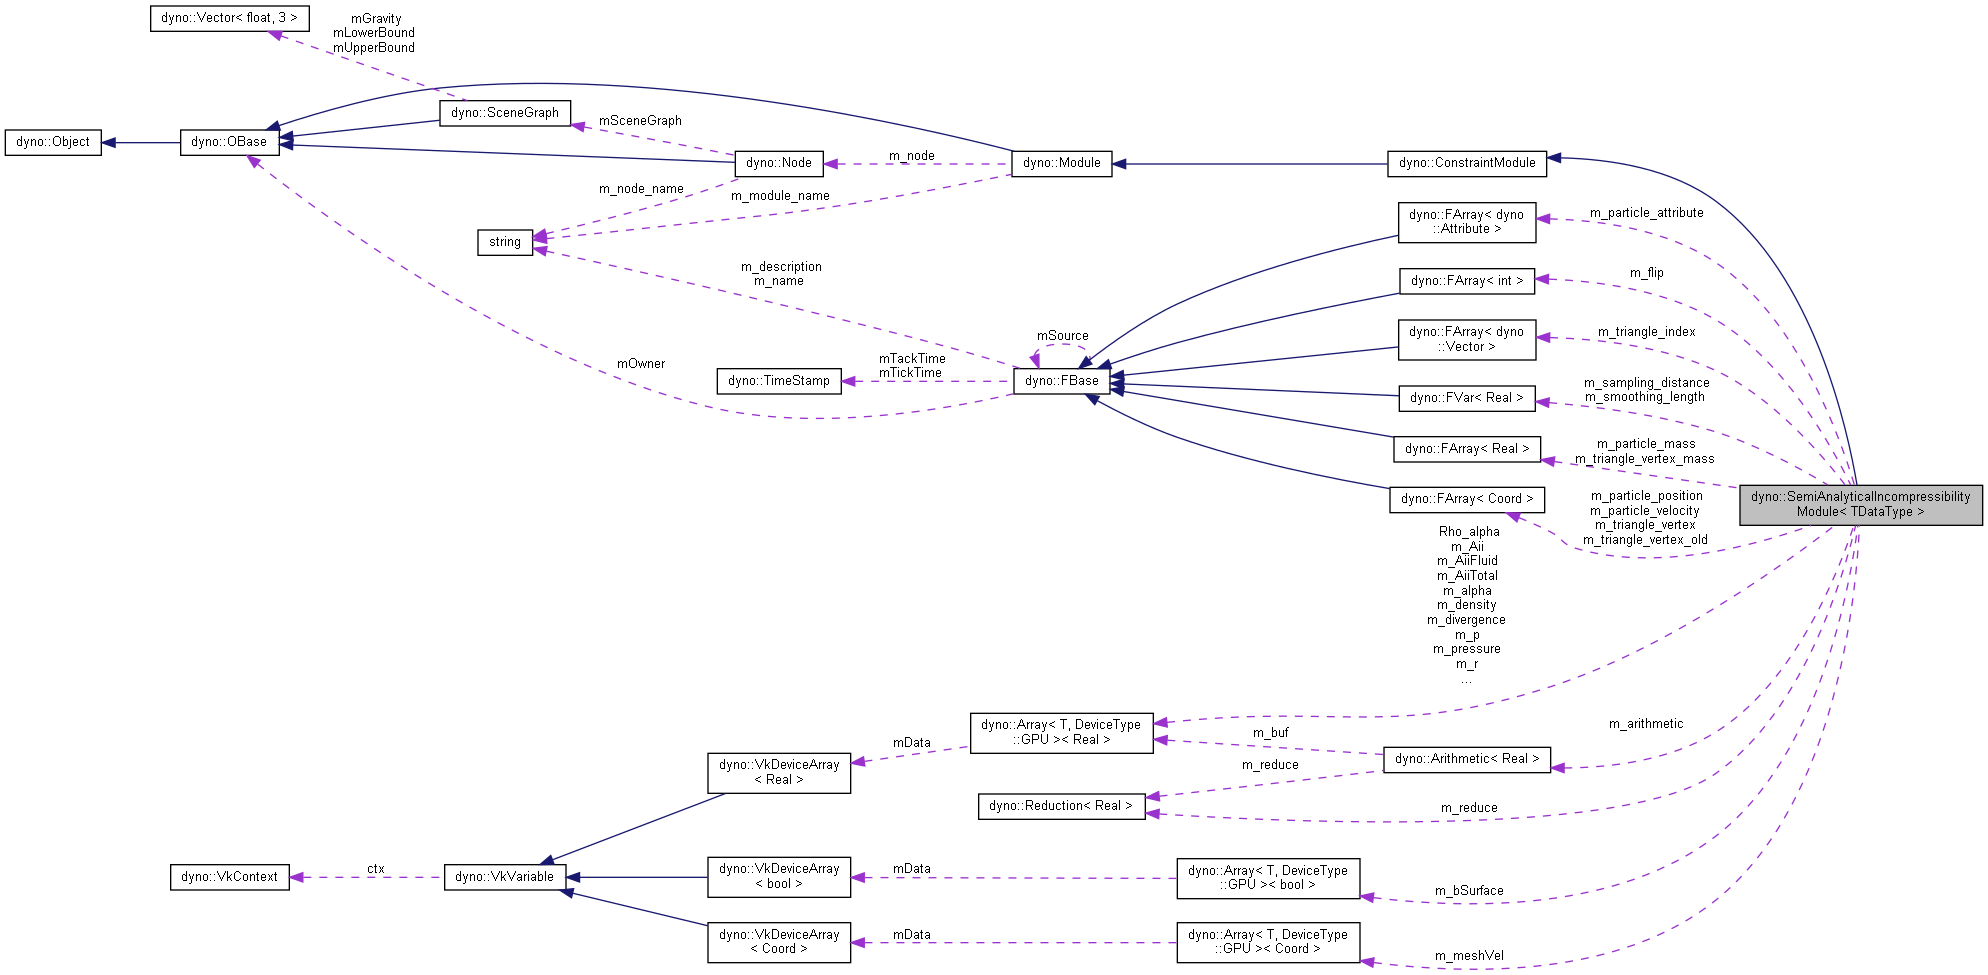 dyno::Vector< float, 3 >
mGravity
mLowerBound
mUpperBound
dyno::SceneGraph
mSceneGraph
dyno::Object
dyno::OBase
dyno::Node
m_node
dyno::Module
dyno::ConstraintModule
m_node_name
m_module_name
string
dyno::FArray< dyno
::Attribute >
m_particle_attribute
m_description
m_name
dyno::FArray< int >
m_flip
mSource
dyno::FArray< dyno
::Vector >
m_triangle_index
mOwner
mTackTime
mTickTime
dyno::TimeStamp
dyno::FBase
dyno::FVar< Real >
m_sampling_distance
m_smoothing_length
dyno::FArray< Real >
m_particle_mass
m_triangle_vertex_mass
dyno::FArray< Coord >
m_particle_position
m_particle_velocity
m_triangle_vertex
m_triangle_vertex_old
dyno::SemiAnalyticalIncompressibility
Module< TDataType >
Rho_alpha
m_Aii
m_AiiFluid
m_AiiTotal
m_alpha
m_density
m_divergence
m_p
m_pressure
m_r
...
dyno::Array< T, DeviceType
::GPU >< Real >
m_buf
m_arithmetic
mData
dyno::VkDeviceArray
< Real >
dyno::Arithmetic< Real >
m_reduce
dyno::Reduction< Real >
m_reduce
dyno::VkContext
ctx
dyno::VkVariable
dyno::VkDeviceArray
< bool >
mData
dyno::Array< T, DeviceType
::GPU >< bool >
m_bSurface
dyno::VkDeviceArray
< Coord >
mData
dyno::Array< T, DeviceType
::GPU >< Coord >
m_meshVel